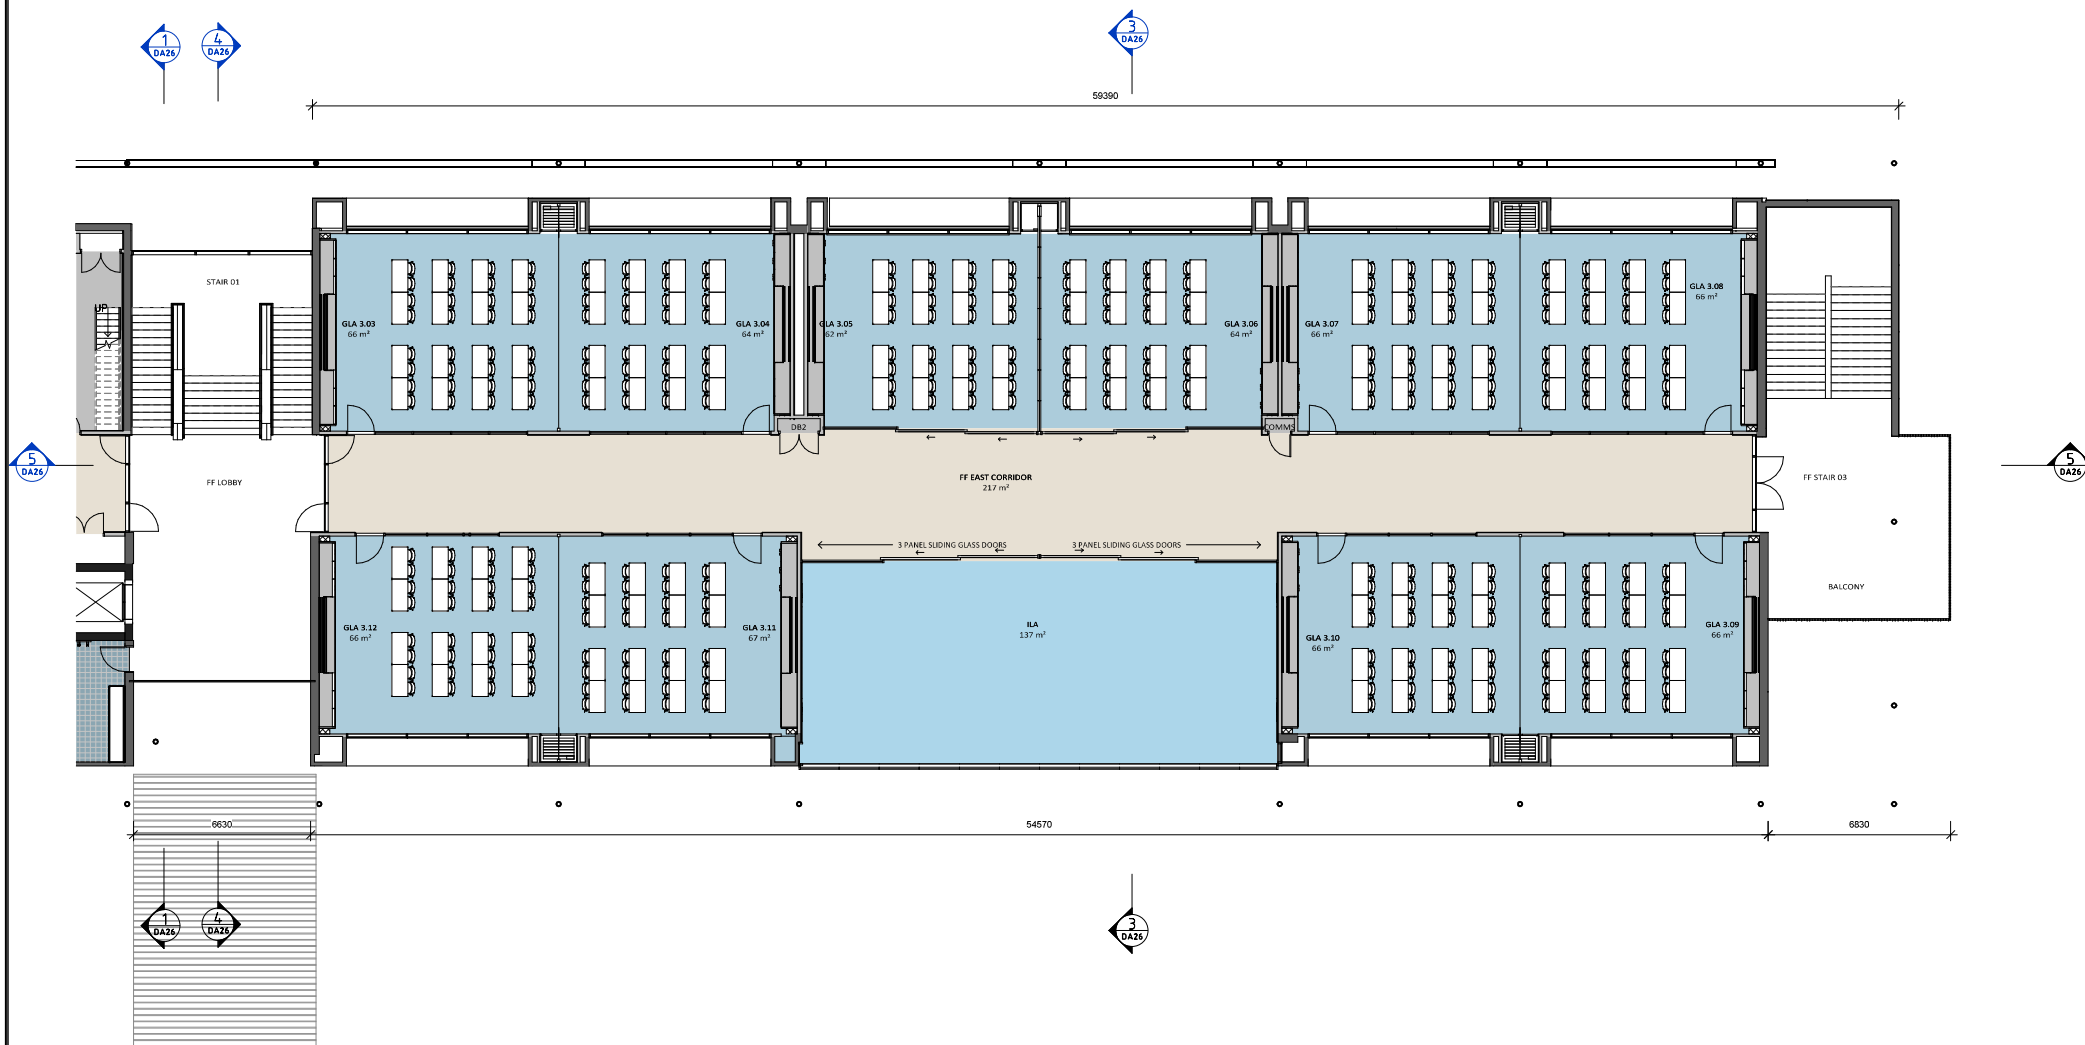 1
DA26
4
DA26
3
DA26
59390
STAIR 01
UP
GLA 3.03
66 m²
GLA 3.04
64 m²
GLA 3.05
62 m²
GLA 3.06
64 m²
GLA 3.07
66 m²
GLA 3.08
66 m²
DB2
COMMS
5
DA26
FF LOBBY
FF EAST CORRIDOR
217 m²
FF STAIR 03
5
DA26
3 PANEL SLIDING GLASS DOORS
3 PANEL SLIDING GLASS DOORS
BALCONY
GLA 3.12
66 m²
GLA 3.11
67 m²
ILA
137 m²
GLA 3.10
66 m²
GLA 3.09
66 m²
6630
54570
6830
1
DA26
4
DA26
3
DA26